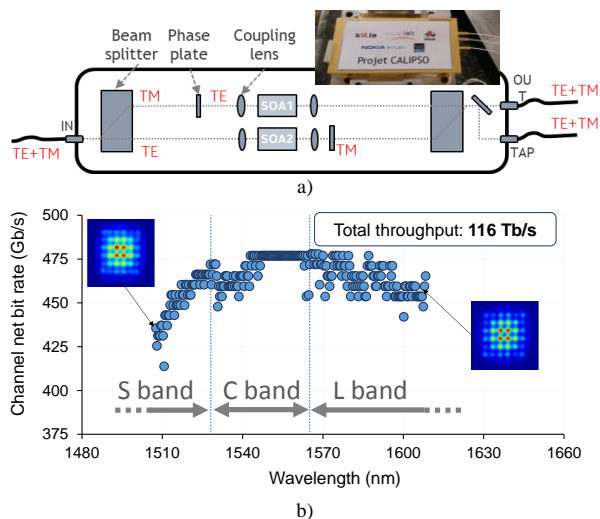 Beam
splitter
Phase
plate
Coupling
lens
NOKIA
Projet CALIPSO
TM
TE
SOA1
OU
T
TE+TM
IN
SOA2
TE+TM
TE
TM
TAP
TE+TM
a)
b)
Channel net bit rate (Gb/s)
500
475
450
425
400
375
Total throughput: 116 Tb/s
S band
C band
L band
1480
1510
1540
1570
1600
1630
1660
Wavelength (nm)
b)